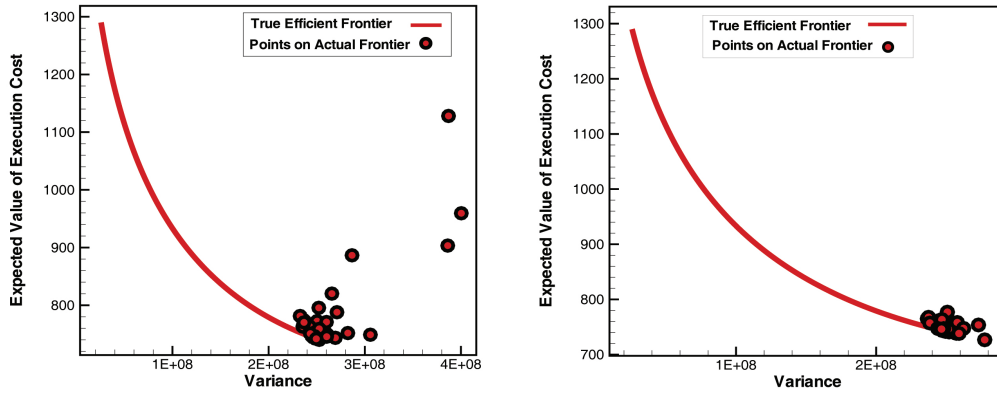 True Efficient Frontier
Points on Actual Frontier
Expected Value of Execution Cost
1300
1200
1100
1000
900
800
1E+08
2E+08
3E+08
4E+08
Variance
True Efficient Frontier
Points on Actual Frontier
Expected Value of Execution Cost
1300
1200
1100
1000
900
800
700
1E+08
2E+08
Variance